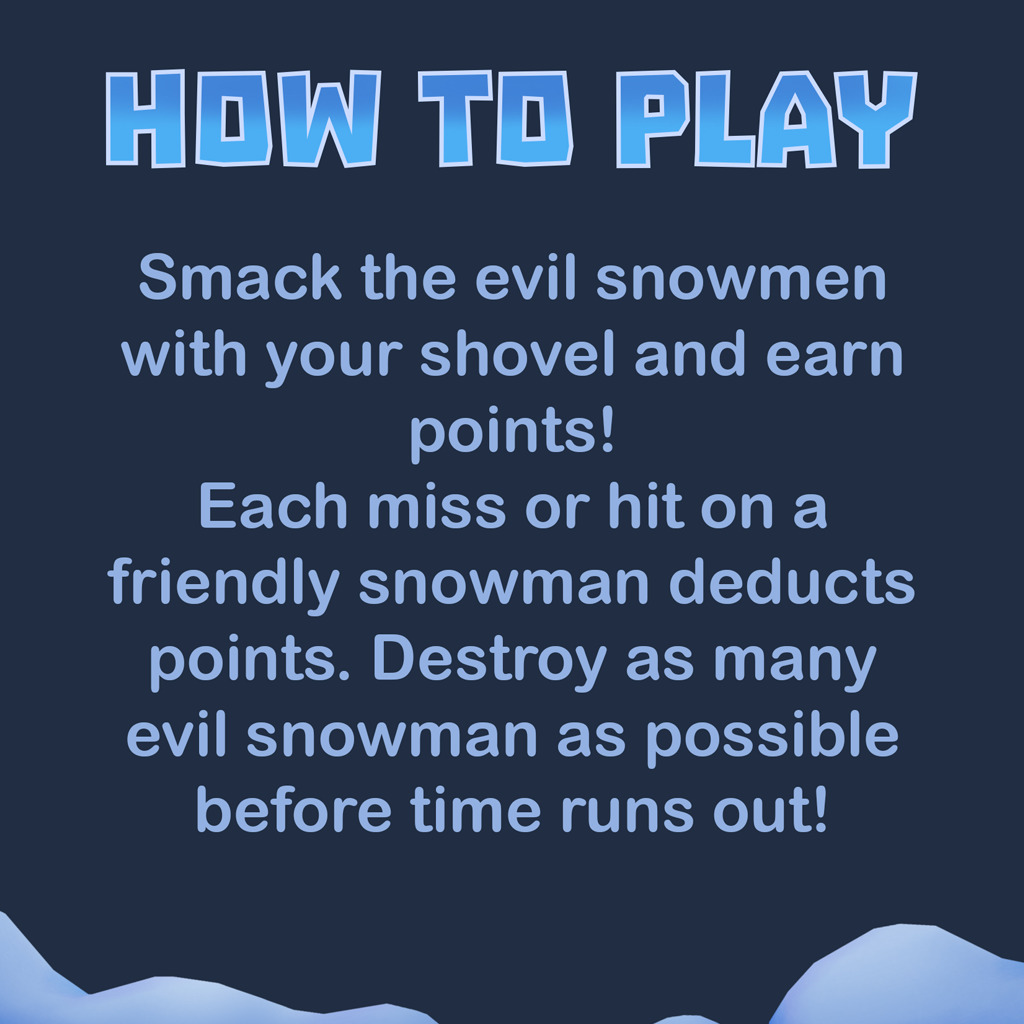 HOW TO PLAY
Smack the evil snowmen
with your shovel and earn
points!
Each miss or hit on a
friendly snowman deducts
points. Destroy as many
evil snowman as possible
before time runs out!